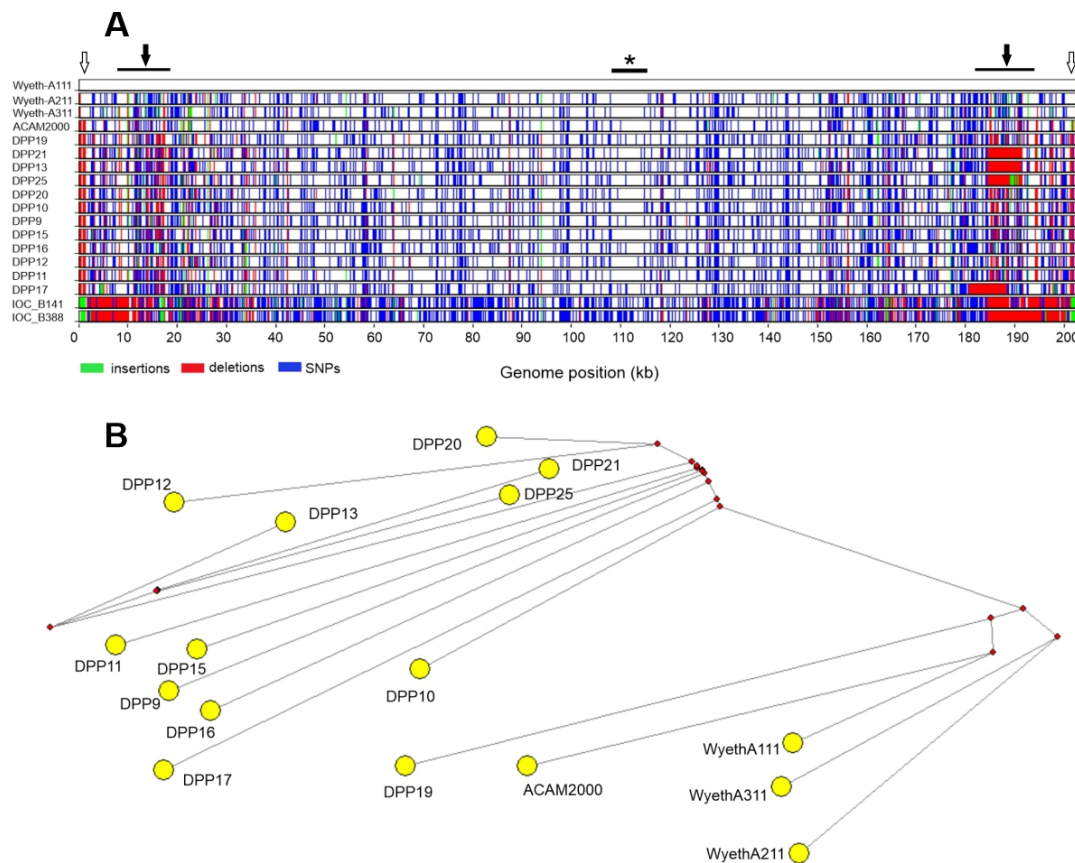 A
*
Wyeth-A111
Wyeth-A211
Wyeth-A311
ACAM2000
DPP19
DPP21
DPP13
DPP25
DPP20
DPP10
DPP9
DPP15
DPP16
DPP12
DPP11
DPP17
IOC_B141
IOC_B388
0 10 20 30 40 50 60 70 80 90 100 110 120 130 140 150 160 170 180 190 200
insertions deletions SNPs Genome position (kb)
B
DPP20
DPP21
DPP12
DPP25
DPP13
DPP11
DPP15
DPP9
DPP10
DPP16
WyethA111
DPP17
DPP19
ACAM2000
WyethA311
WyethA211